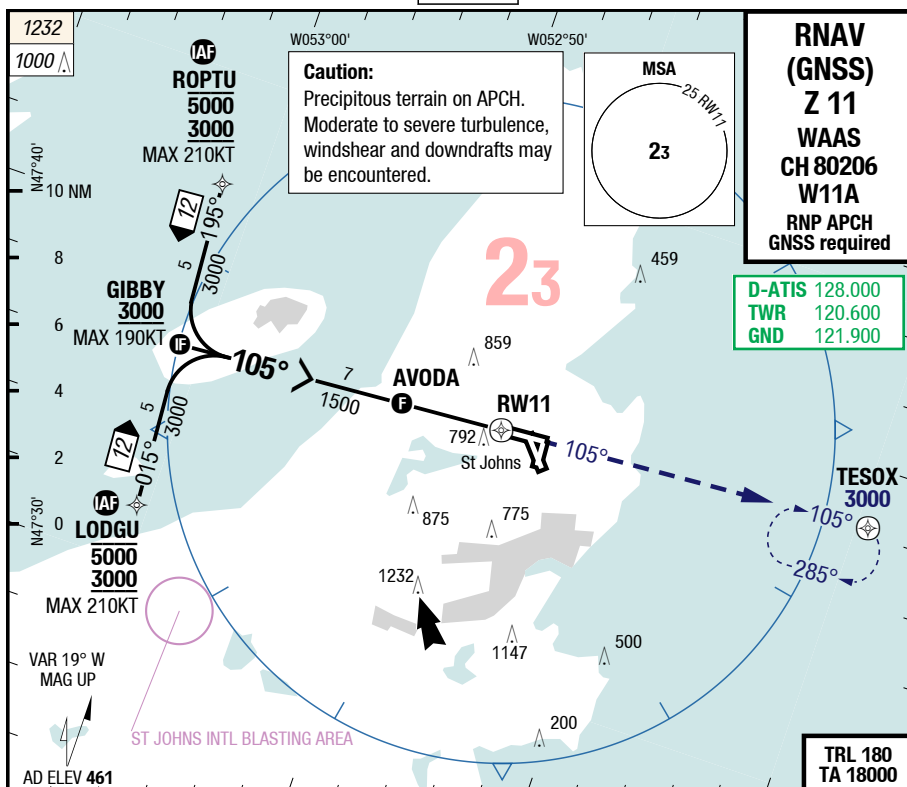 1232
1000
IAF
ROPTU
5000
3000
MAX 210KT
W053°00'
W052°50'
Caution:
Precipitous terrain on APCH.
Moderate to severe turbulence,
windshear and downdrafts may
be encountered.
MSA
25 RW11
23
RNAV
(GNSS)
Z 11
WAAS
CH 80206
W11A
RNP APCH
GNSS required
D-ATIS 128.000
TWR 120.600
GND 121.900
N47°40'
10 NM
8
6
4
2
0
N47°30'
12
195°
5
3000
GIBBY
3000
MAX 190KT
IF
105°
7
1500
AVODA
F
23
459
859
RW11
792
St Johns
105°
TESOX
3000
105°
285°
5
3000
12
015°
IAF
LODGU
5000
3000
MAX 210KT
875
775
1232
1147
500
200
VAR 19° W
MAG UP
ST JOHNS INTL BLASTING AREA
AD ELEV 461
TRL 180
TA 18000